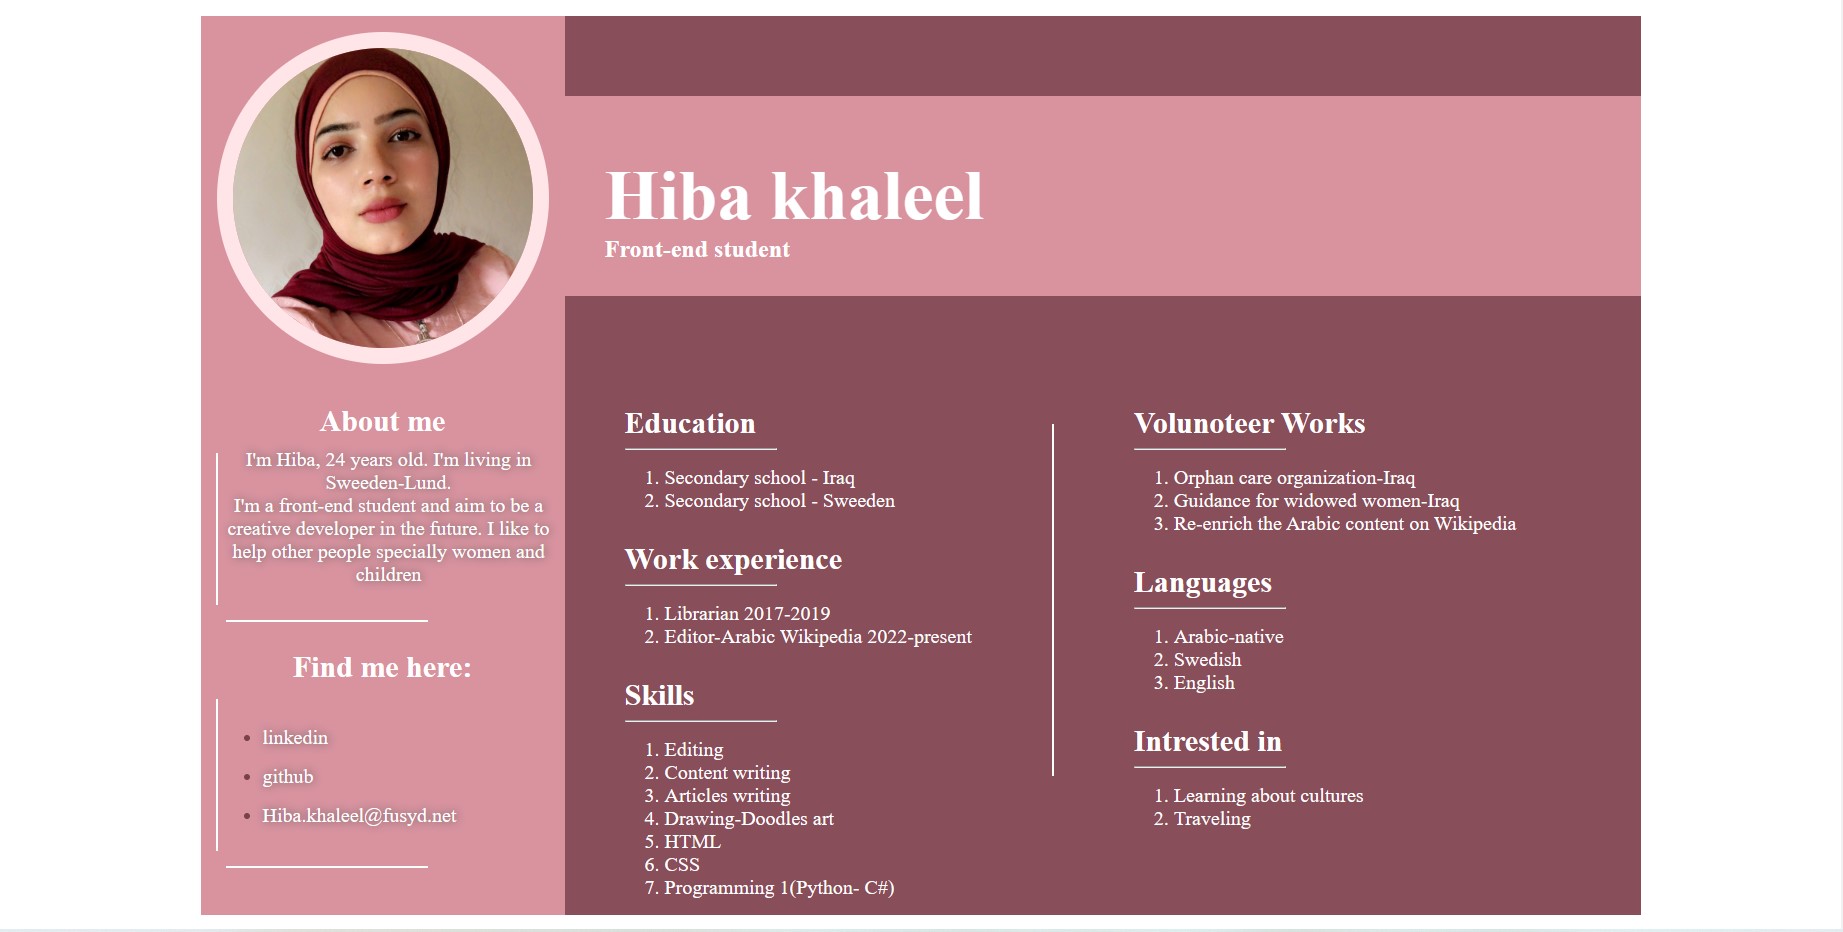 Hiba khaleel
Front-end student
About me
I'm Hiba, 24 years old. I'm living in
Sweeden-Lund.
I'm a front-end student and aim to be a
creative developer in the future. I like to
help other people specially women and
children
Find me here:
linkedin
github
Hiba.khaleel@fusyd.net
Education
1. Secondary school - Iraq
2. Secondary school - Sweeden
Work experience
1. Librarian 2017-2019
2. Editor-Arabic Wikipedia 2022-present
Skills
1. Editing
2. Content writing
3. Articles writing
4. Drawing-Doodles art
5. HTML
6. CSS
7. Programming 1(Python- C#)
Volunoteer Works
1. Orphan care organization-Iraq
2. Guidance for widowed women-Iraq
3. Re-enrich the Arabic content on Wikipedia
Languages
1. Arabic-native
2. Swedish
3. English
Intrested in
1. Learning about cultures
2. Traveling